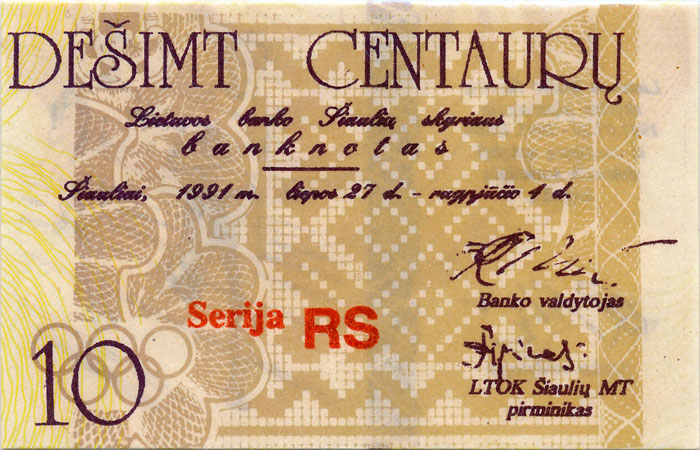 DEŠIMT CENTAURŲ
Lietuvos banko Šiaulių skyriaus
banknotas
Šiauliai, 1991 m. liepos 27 d. - rugpjūčio 4 d.
Banko valdytojas
Serija RS
LTOK Šiaulių MT
pirmininkas
10